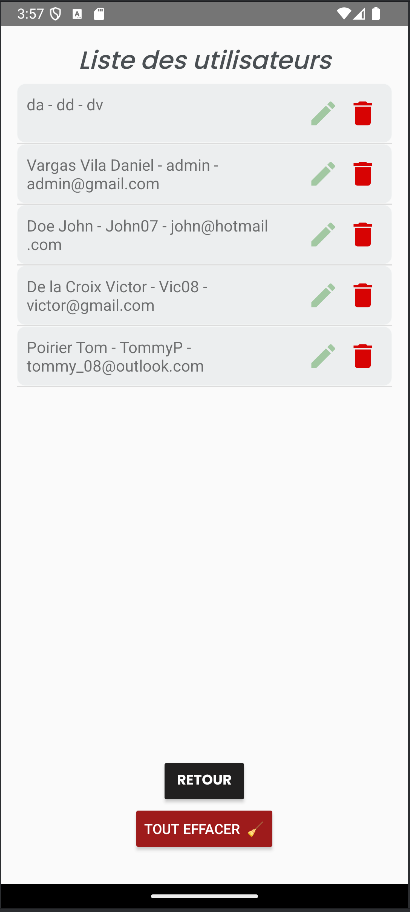 3:57
Liste des utilisateurs
da - dd - dv
Vargas Vila Daniel - admin -
admin@gmail.com
Doe John - John07 - john@hotmail
.com
De la Croix Victor - Vic08 -
victor@gmail.com
Poirier Tom - TommyP -
tommy_08@outlook.com
RETOUR
TOUT EFFACER 🧹